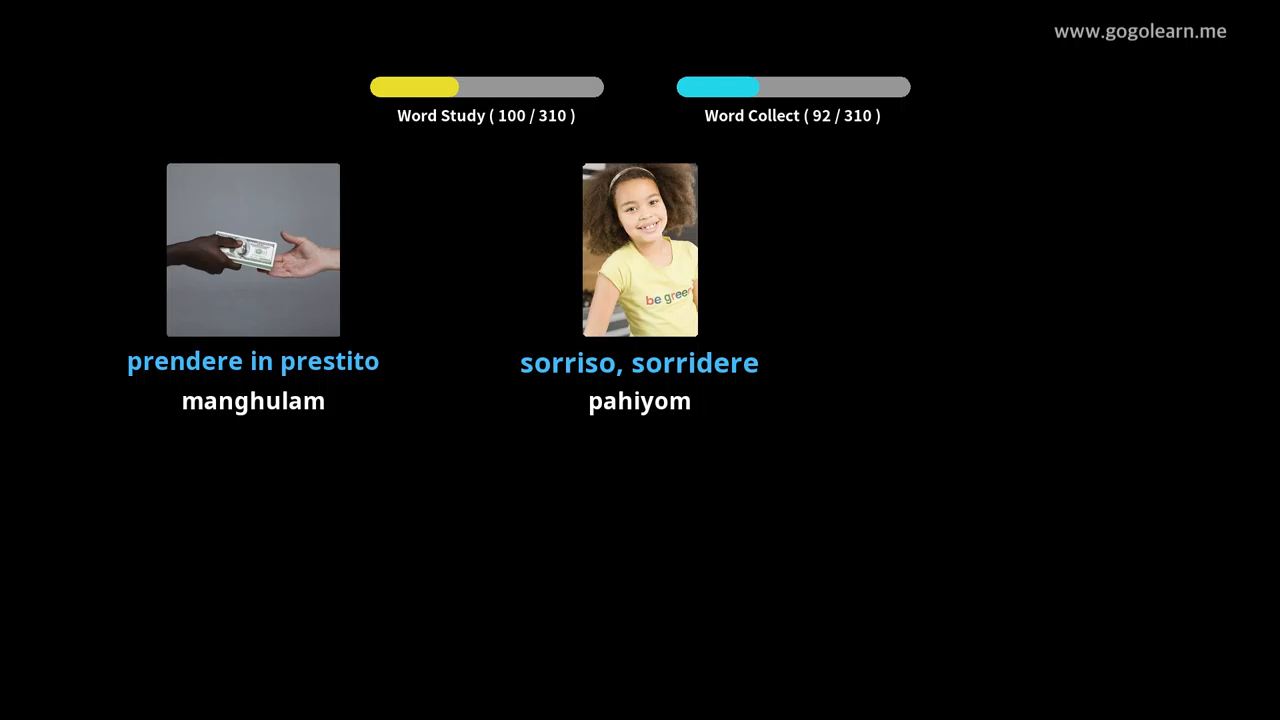 www.gogolearn.me
Word Study ( 100 / 310 )
Word Collect ( 92 / 310 )
be green
prendere in prestito
manghulam
sorriso, sorridere
pahiyom